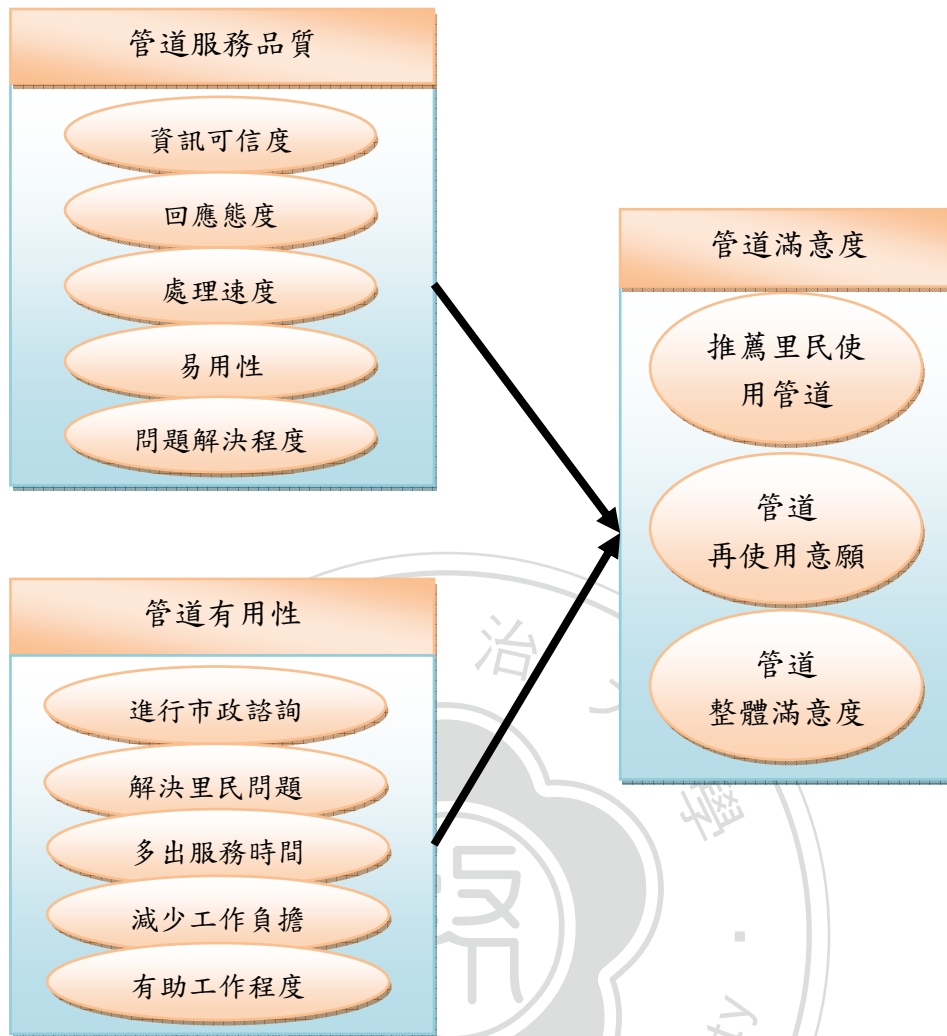 管道服務品質
資訊可信度
回應態度
處理速度
易用性
問題解決程度
管道有用性
進行市政諮詢
解決里民問題
多出服務時間
減少工作負擔
有助工作程度
管道滿意度
推薦里民使
用管道
管道
再使用意願
管道
整體滿意度
治
學